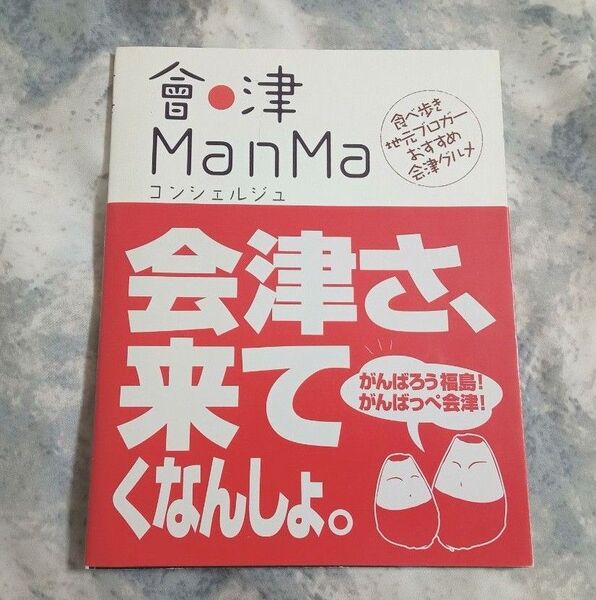 會●津
ManMa
コンシェルジュ
食べ歩き
地元ブロガー
おすすめ
会津グルメ
会津さ、
来て
くなんしょ。
がんばろう福島!
がんばっぺ会津!